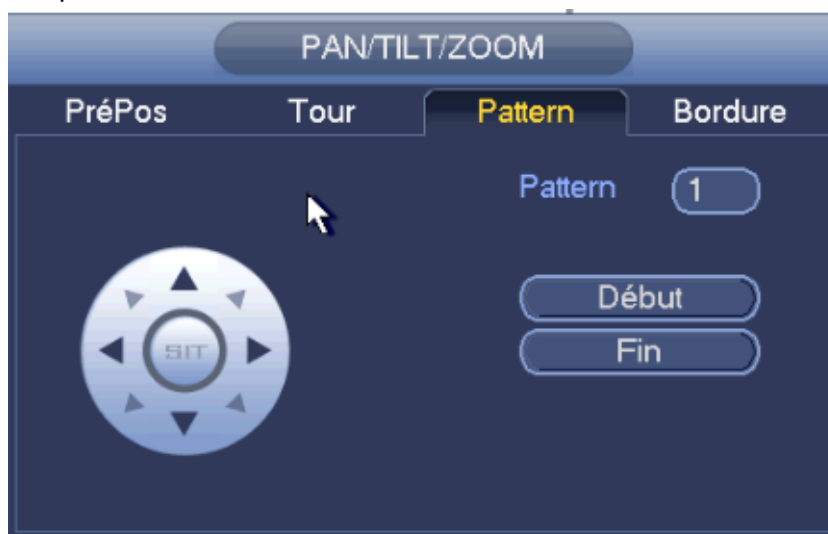 PAN/TILT/ZOOM
PréPos Tour Pattern Bordure
Pattern 1
SIT
Début
Fin